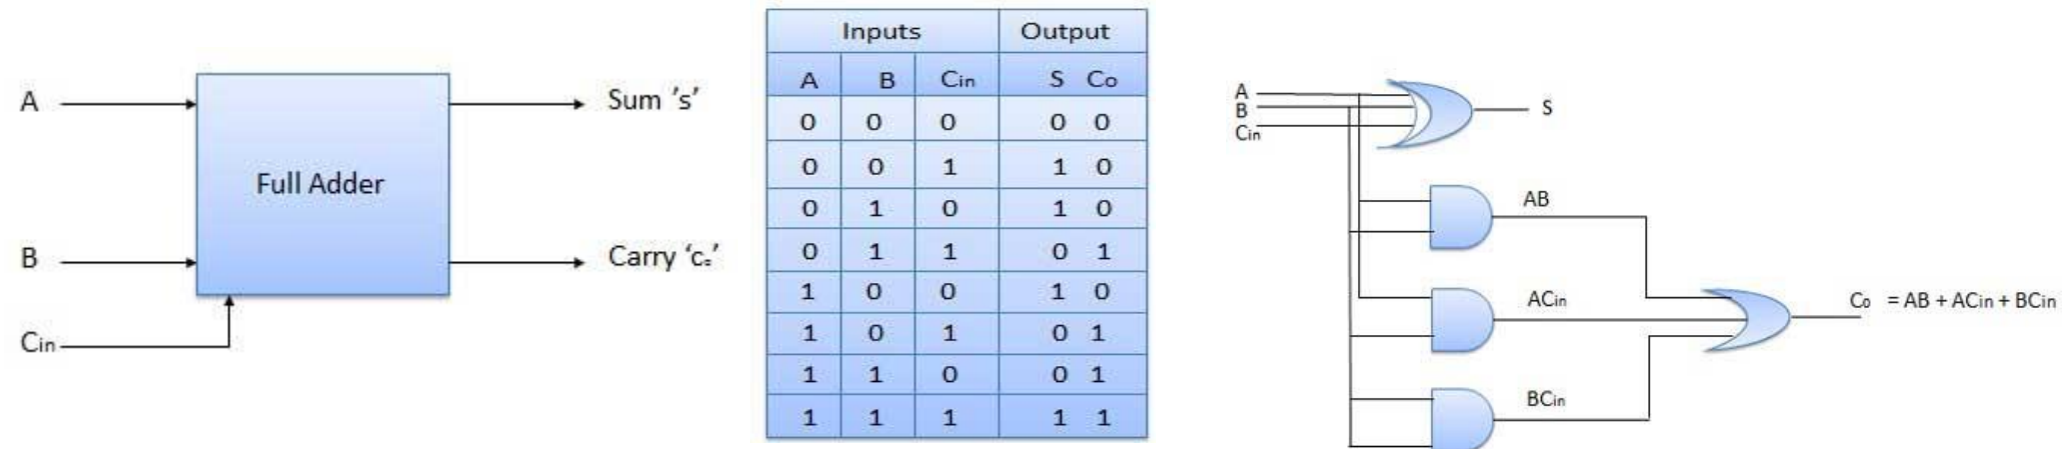 A
B
Cin
Full Adder
Sum 's'
Carry 'c.'
Inputs Output
A B Cin S Co
0 0 0 0 0
0 0 1 1 0
0 1 0 1 0
0 1 1 0 1
1 0 0 1 0
1 0 1 0 1
1 1 0 0 1
1 1 1 1 1
A
B
Cin
S
AB
ACin
BCin
Co = AB + ACin + BCin